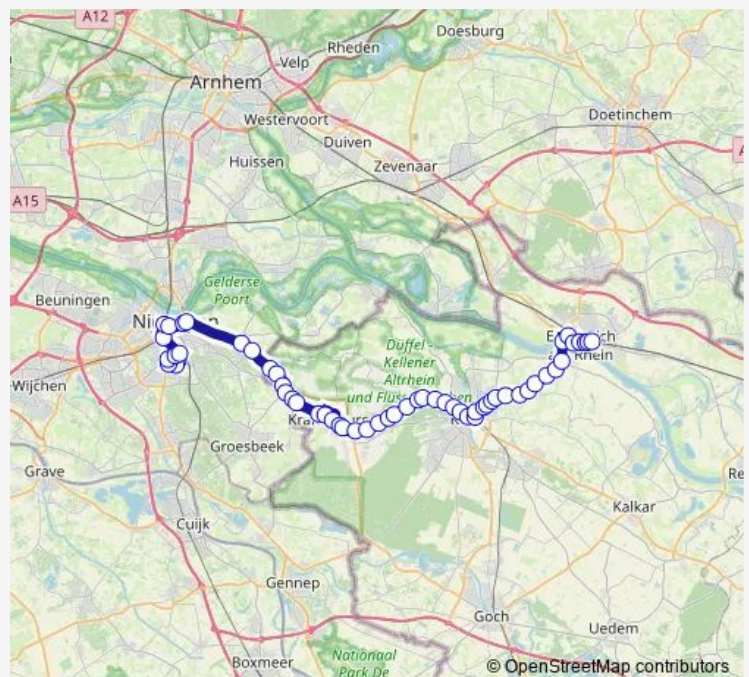 A12
Rheden
Doesburg
Velp
Arnhem
Westervoort
Doetinchem
Duiven
Huissen
Zevenaar
A15
Gelderse
Poort
Beuningen
Düffel -
Kellener
Altrhein
und Fluss
Rhein
Wijchen
Groesbeek
Grave
Kalkar
Cuijk
Gennep
Goch
Uedem
Boxmeer
Nationaal
Park De
© OpenStreetMap contributors